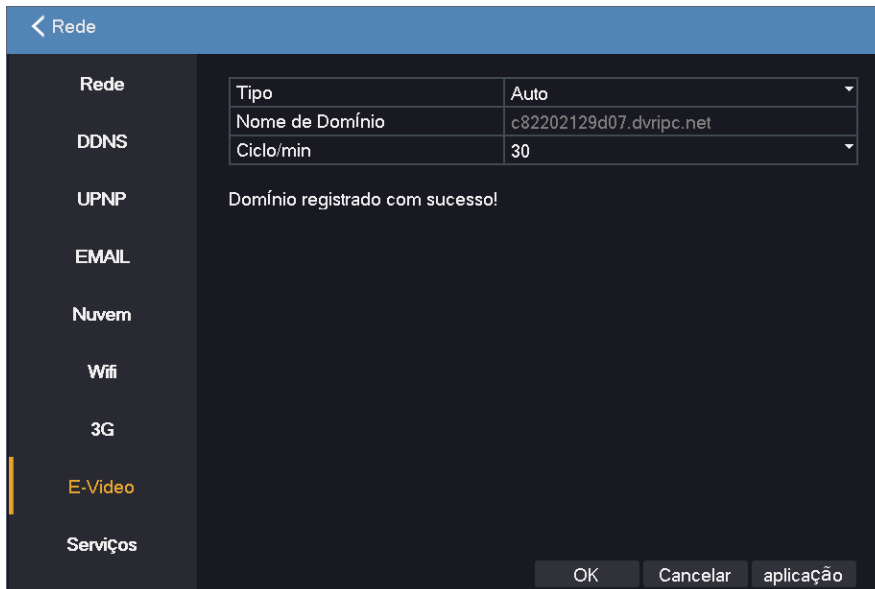 Rede
Rede
DDNS
UPNP
EMAIL
Nuvem
Wifi
3G
E-Video
Serviços
Tipo Auto
Nome de Domínio c82202129d07.dvripc.net
Ciclo/min 30
Domínio registrado com sucesso!
OK Cancelar aplicação